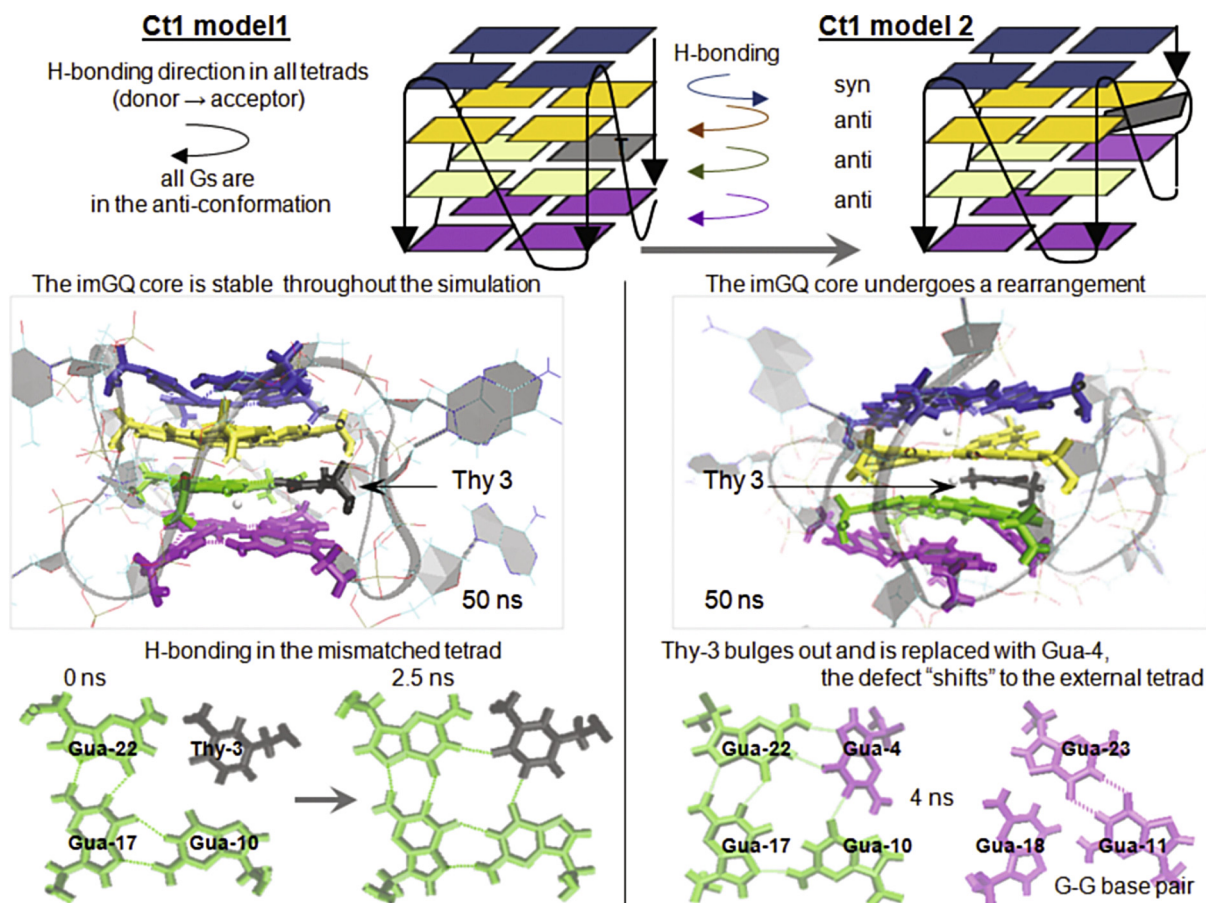 Ct1 model1
H-bonding direction in all tetrads
(donor → acceptor)
all Gs are
in the anti-conformation
T
H-bonding
Ct1 model 2
syn
anti
anti
anti
The imGQ core is stable throughout the simulation
Thy 3
50 ns
The imGQ core undergoes a rearrangement
Thy 3
50 ns
H-bonding in the mismatched tetrad
0 ns
2.5 ns
Gua-22
Thy-3
Gua-17
Gua-10
Thy-3 bulges out and is replaced with Gua-4,
the defect “shifts” to the external tetrad
Gua-22
Gua-4
Gua-23
4 ns
Gua-17
Gua-10
Gua-18
Gua-11
G-G base pair